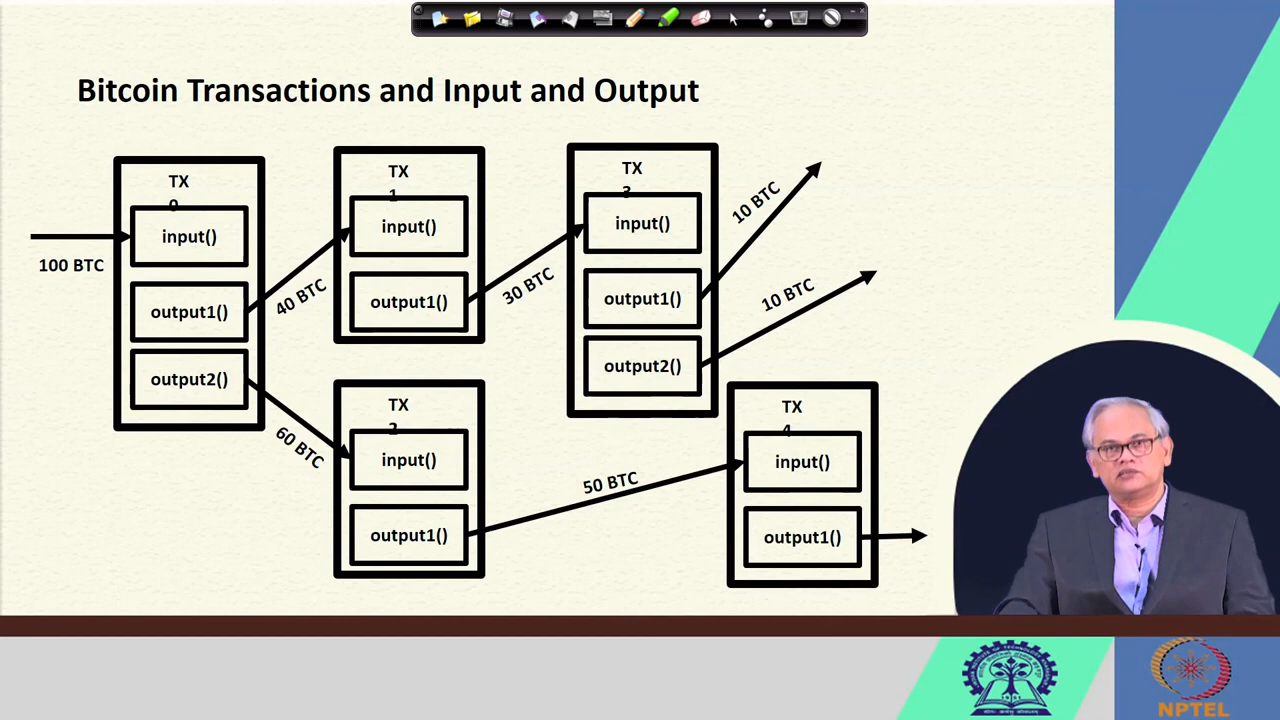 Bitcoin Transactions and Input and Output
TX
0
input()
output1()
output2()
100 BTC
40 BTC
60 BTC
TX
1
input()
output1()
30 BTC
TX
2
input()
output1()
50 BTC
TX
3
input()
output1()
output2()
10 BTC
10 BTC
TX
4
input()
output1()
NPTEL